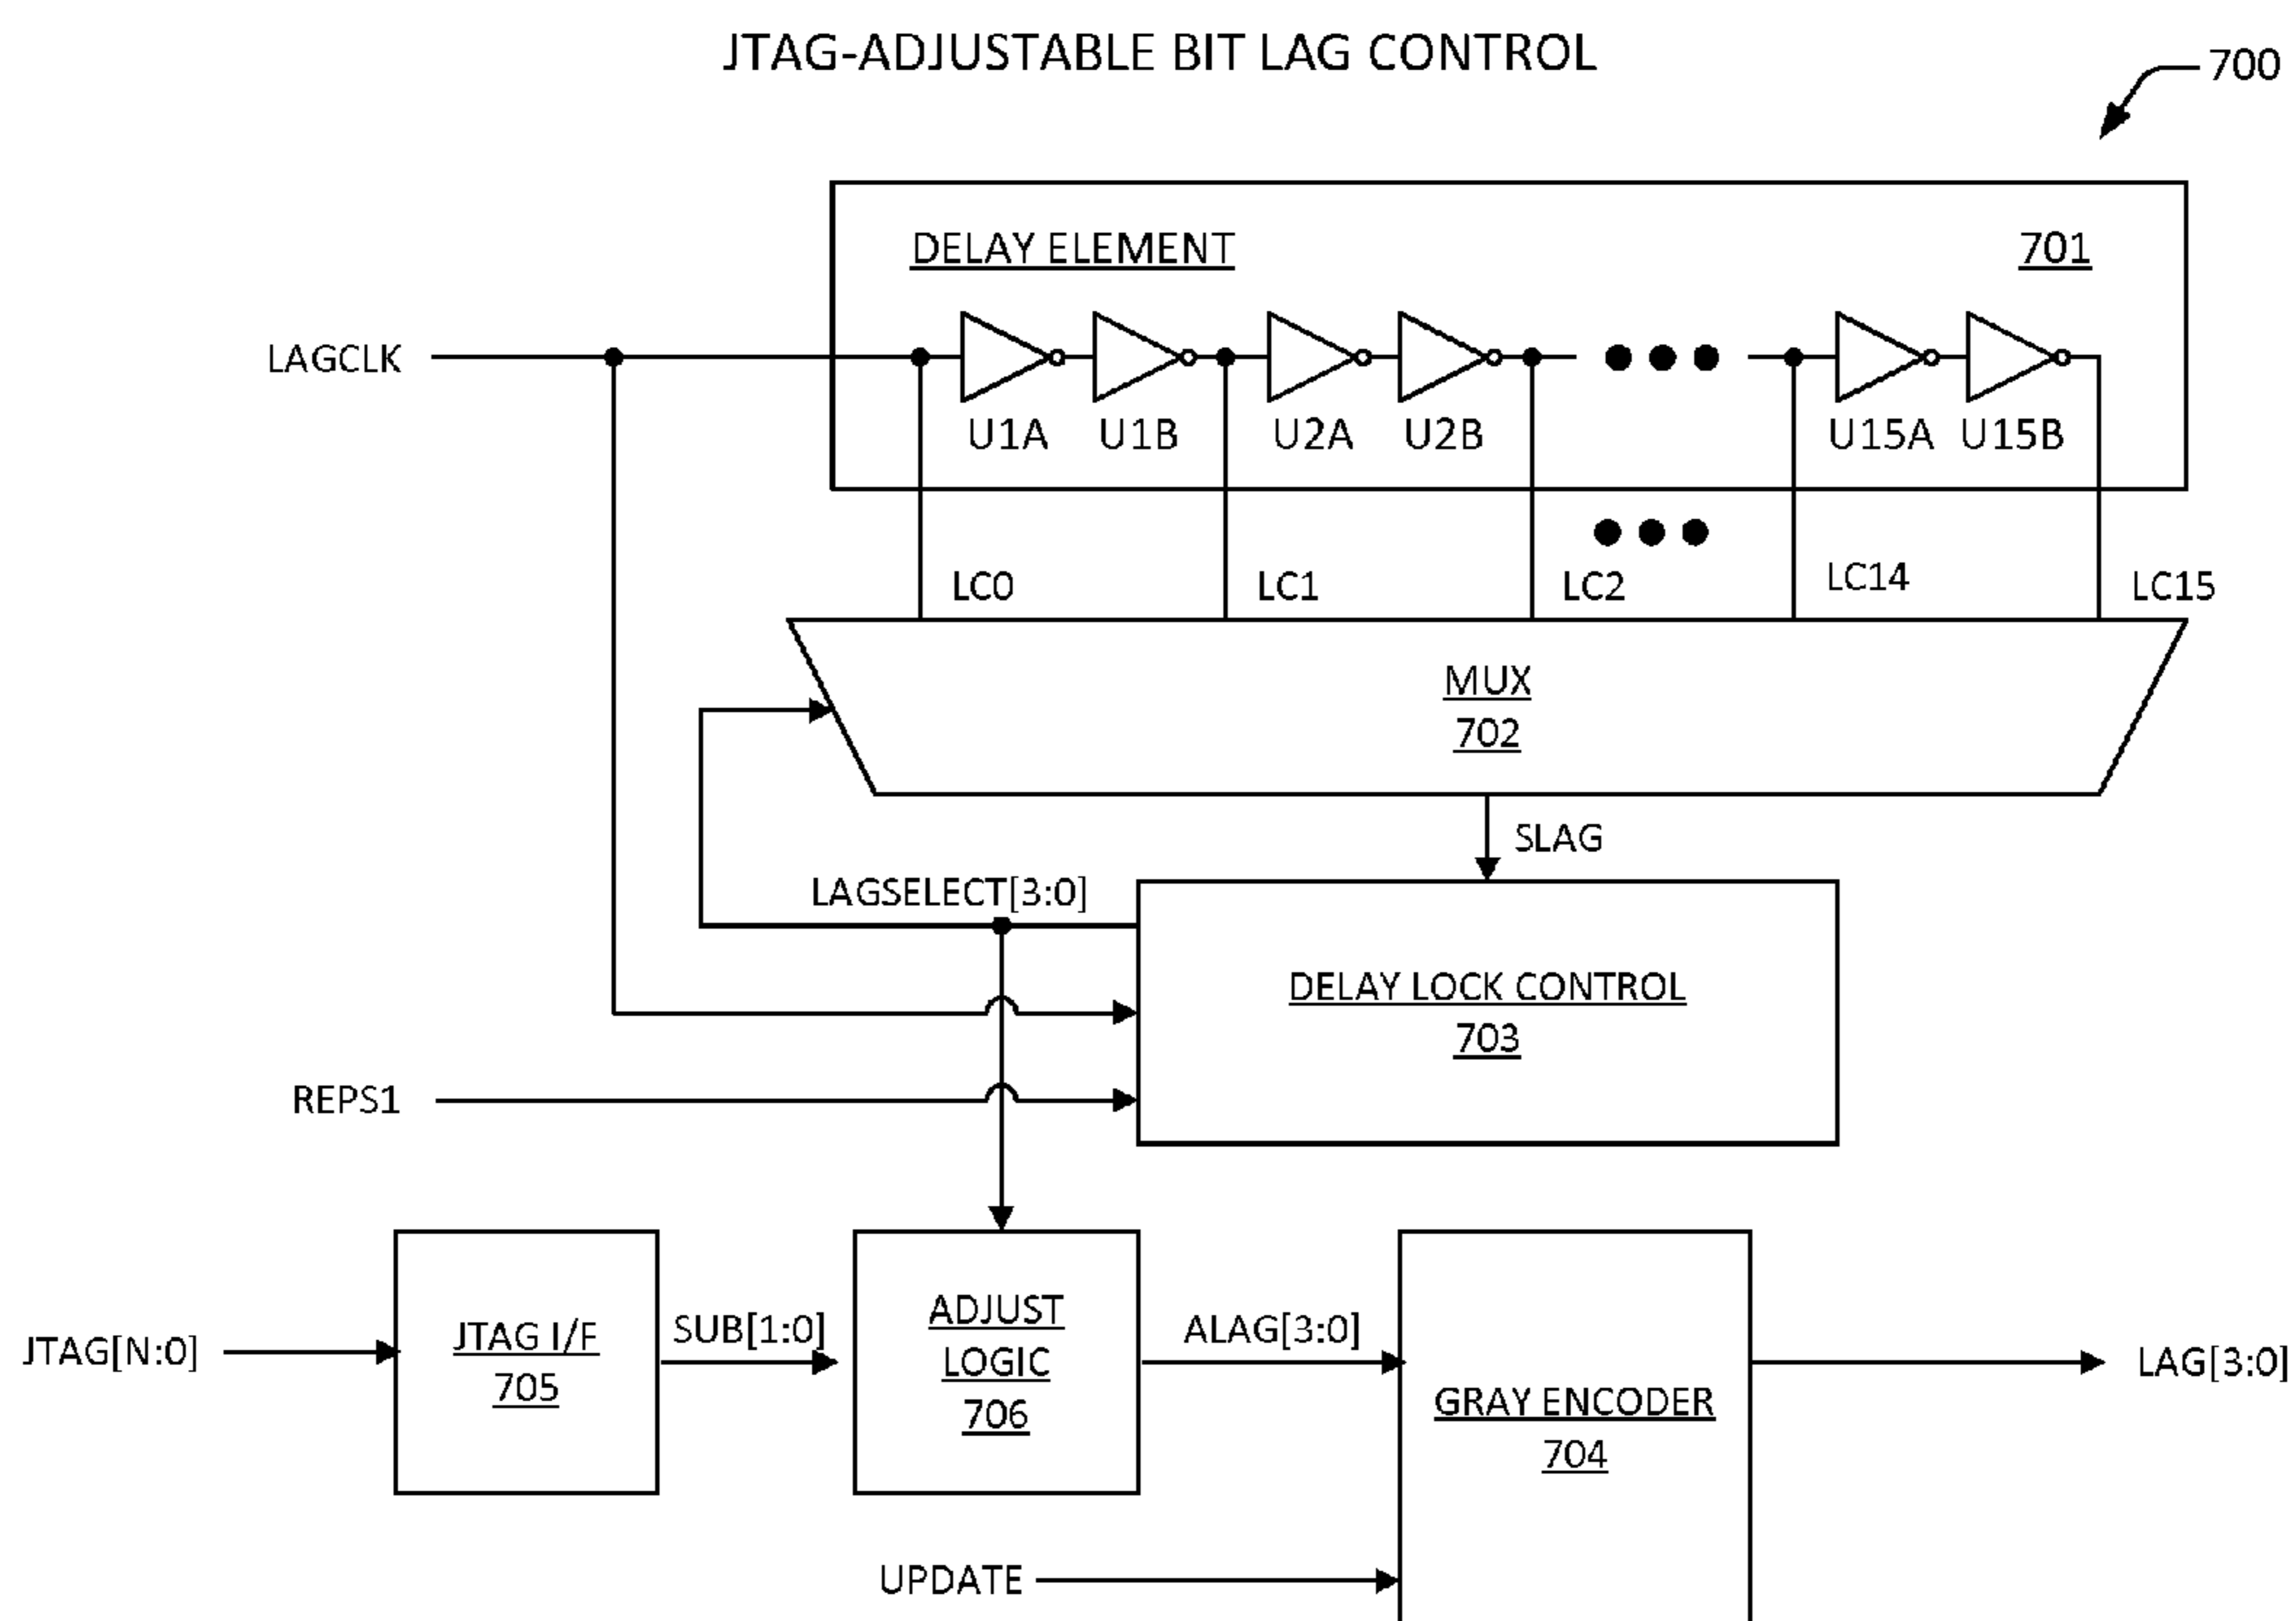 JTAG-ADJUSTABLE BIT LAG CONTROL
700
DELAY ELEMENT
701
LAGCLK
U1A
U1B
U2A
U2B
U15A
U15B
LC0
LC1
LC2
LC14
LC15
MUX
702
SLAG
LAGSELECT[3:0]
DELAY LOCK CONTROL
703
REPS1
JTAG[N:0]
JTAG I/F
705
SUB[1:0]
ADJUST
LOGIC
706
ALAG[3:0]
GRAY ENCODER
704
LAG[3:0]
UPDATE